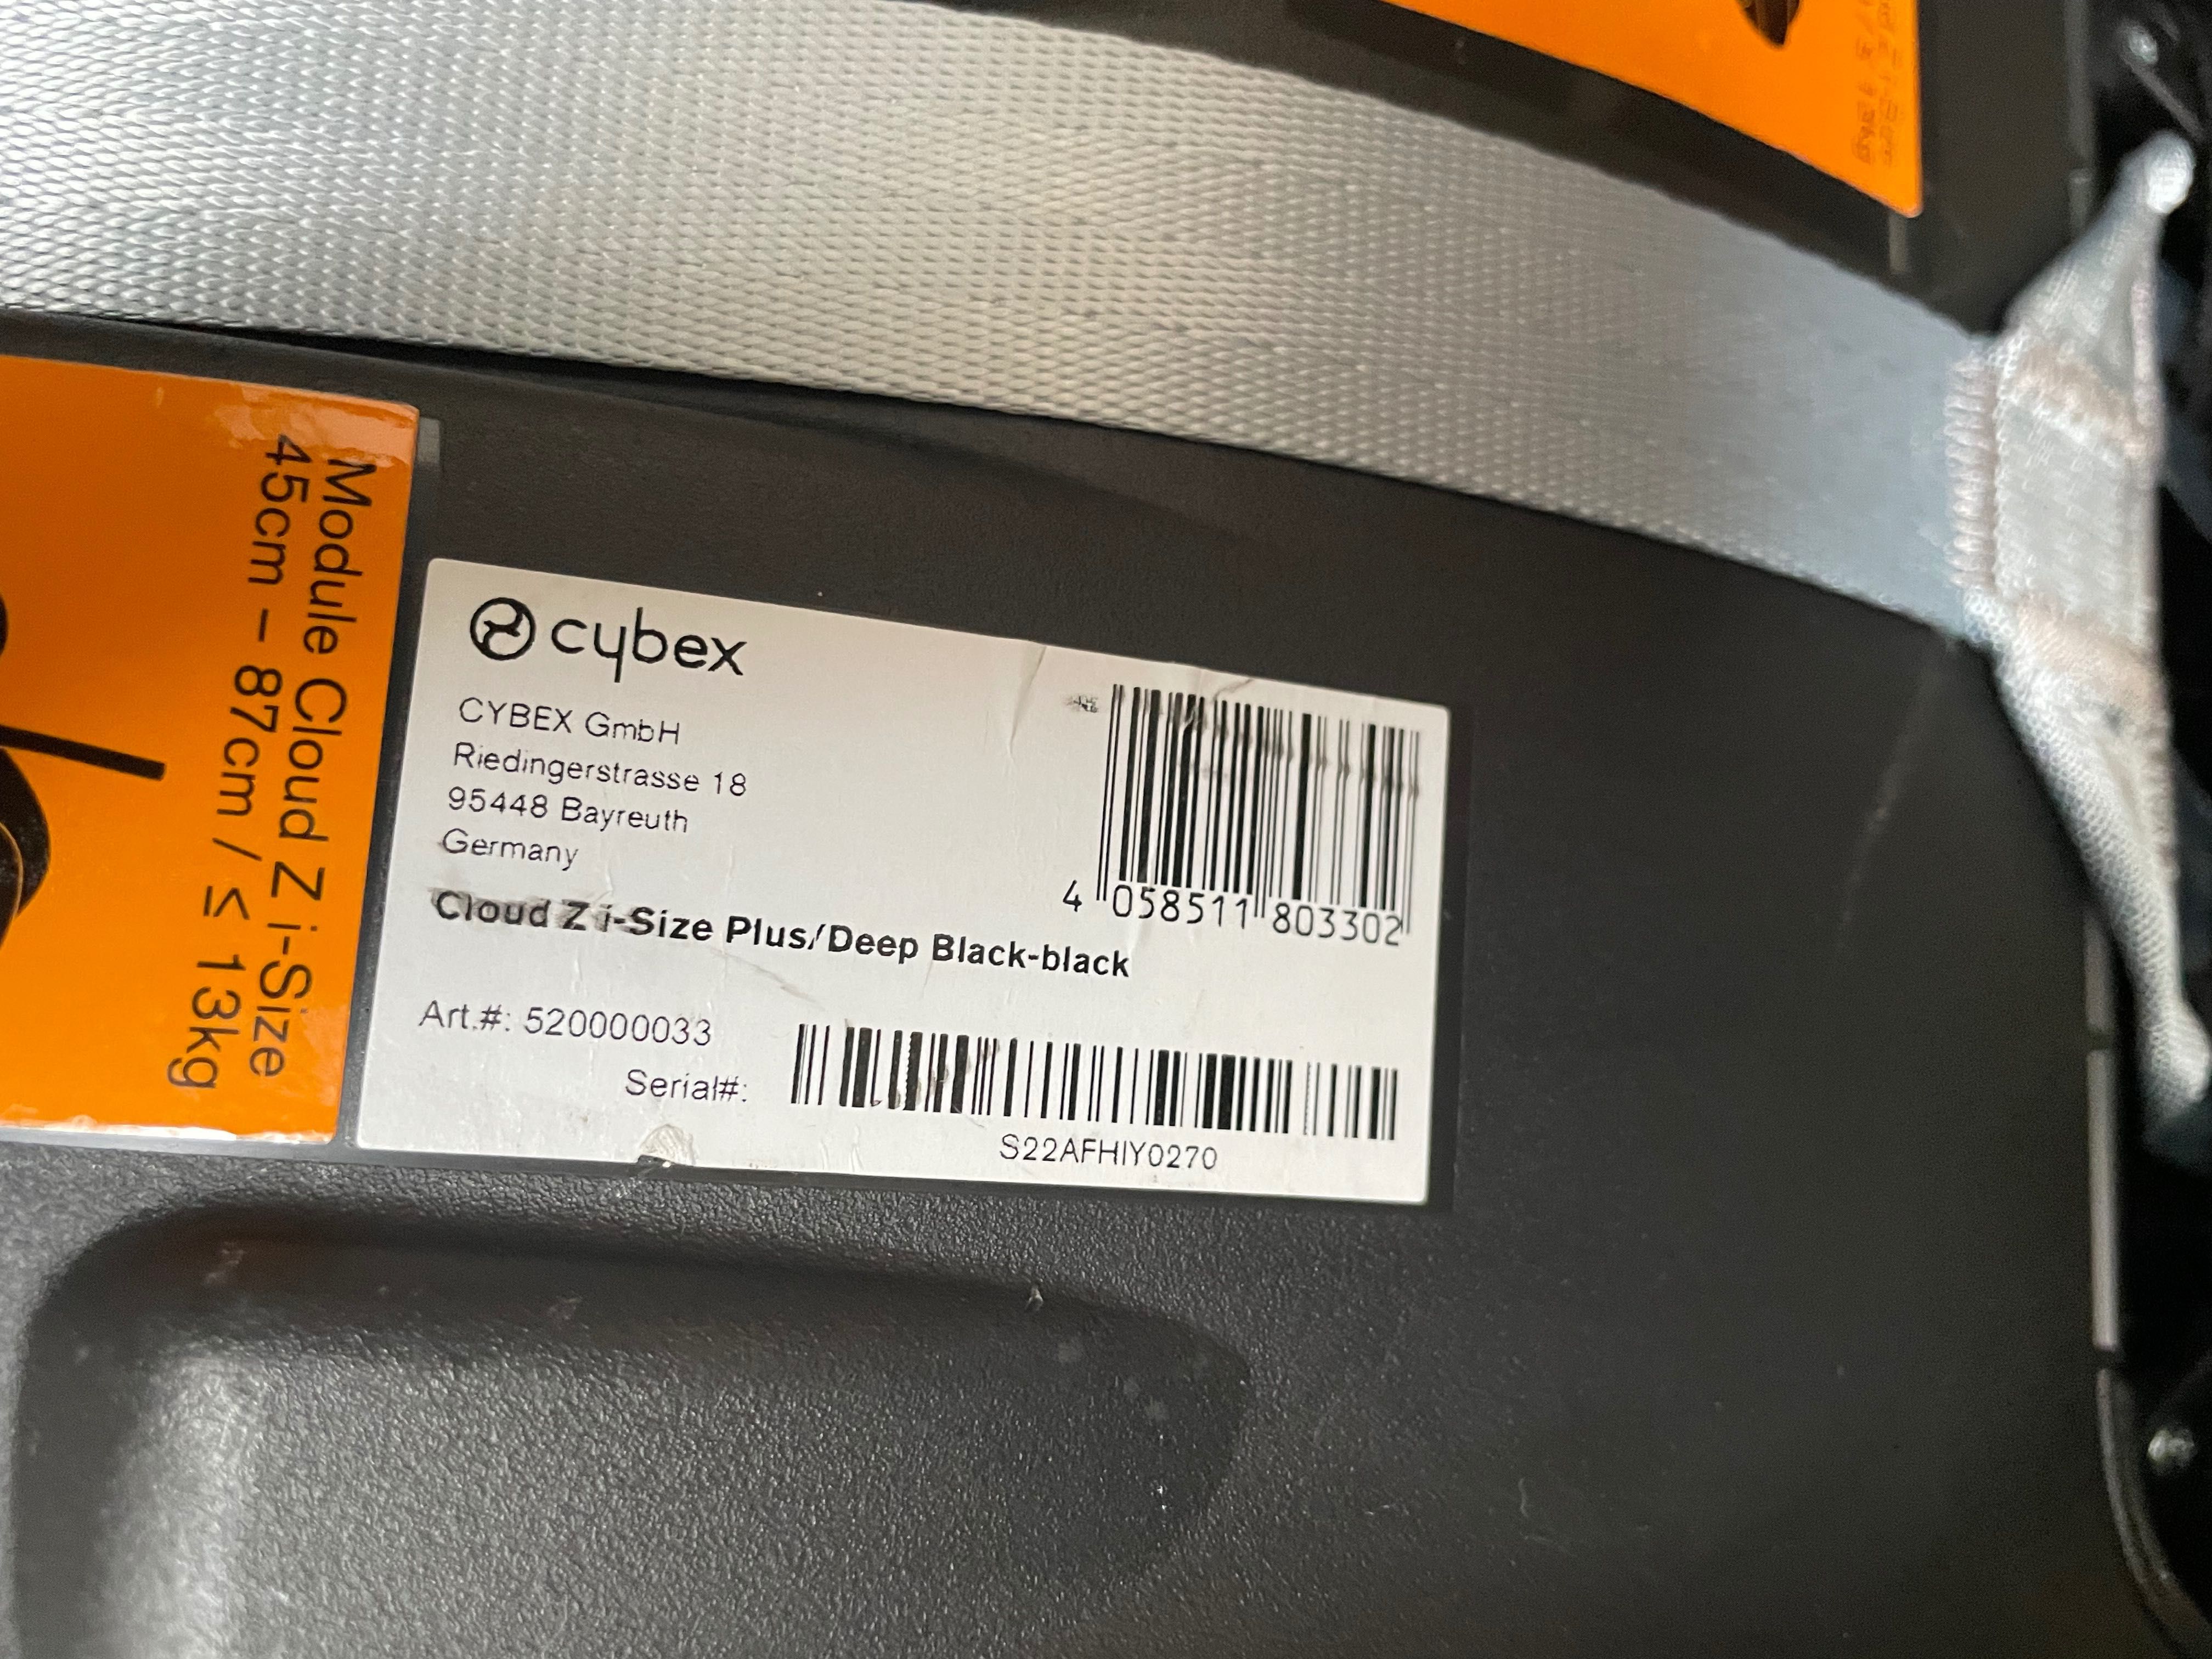 Module Cloud Z i-Size
45cm – 87cm / ≤ 13kg
cybex
CYBEX GmbH
Riedingerstrasse 18
95448 Bayreuth
Germany
4 058511 803302
Cloud Z i-Size Plus/Deep Black-black
Art.#: 520000033
Serial#:
S22AFHIY0270